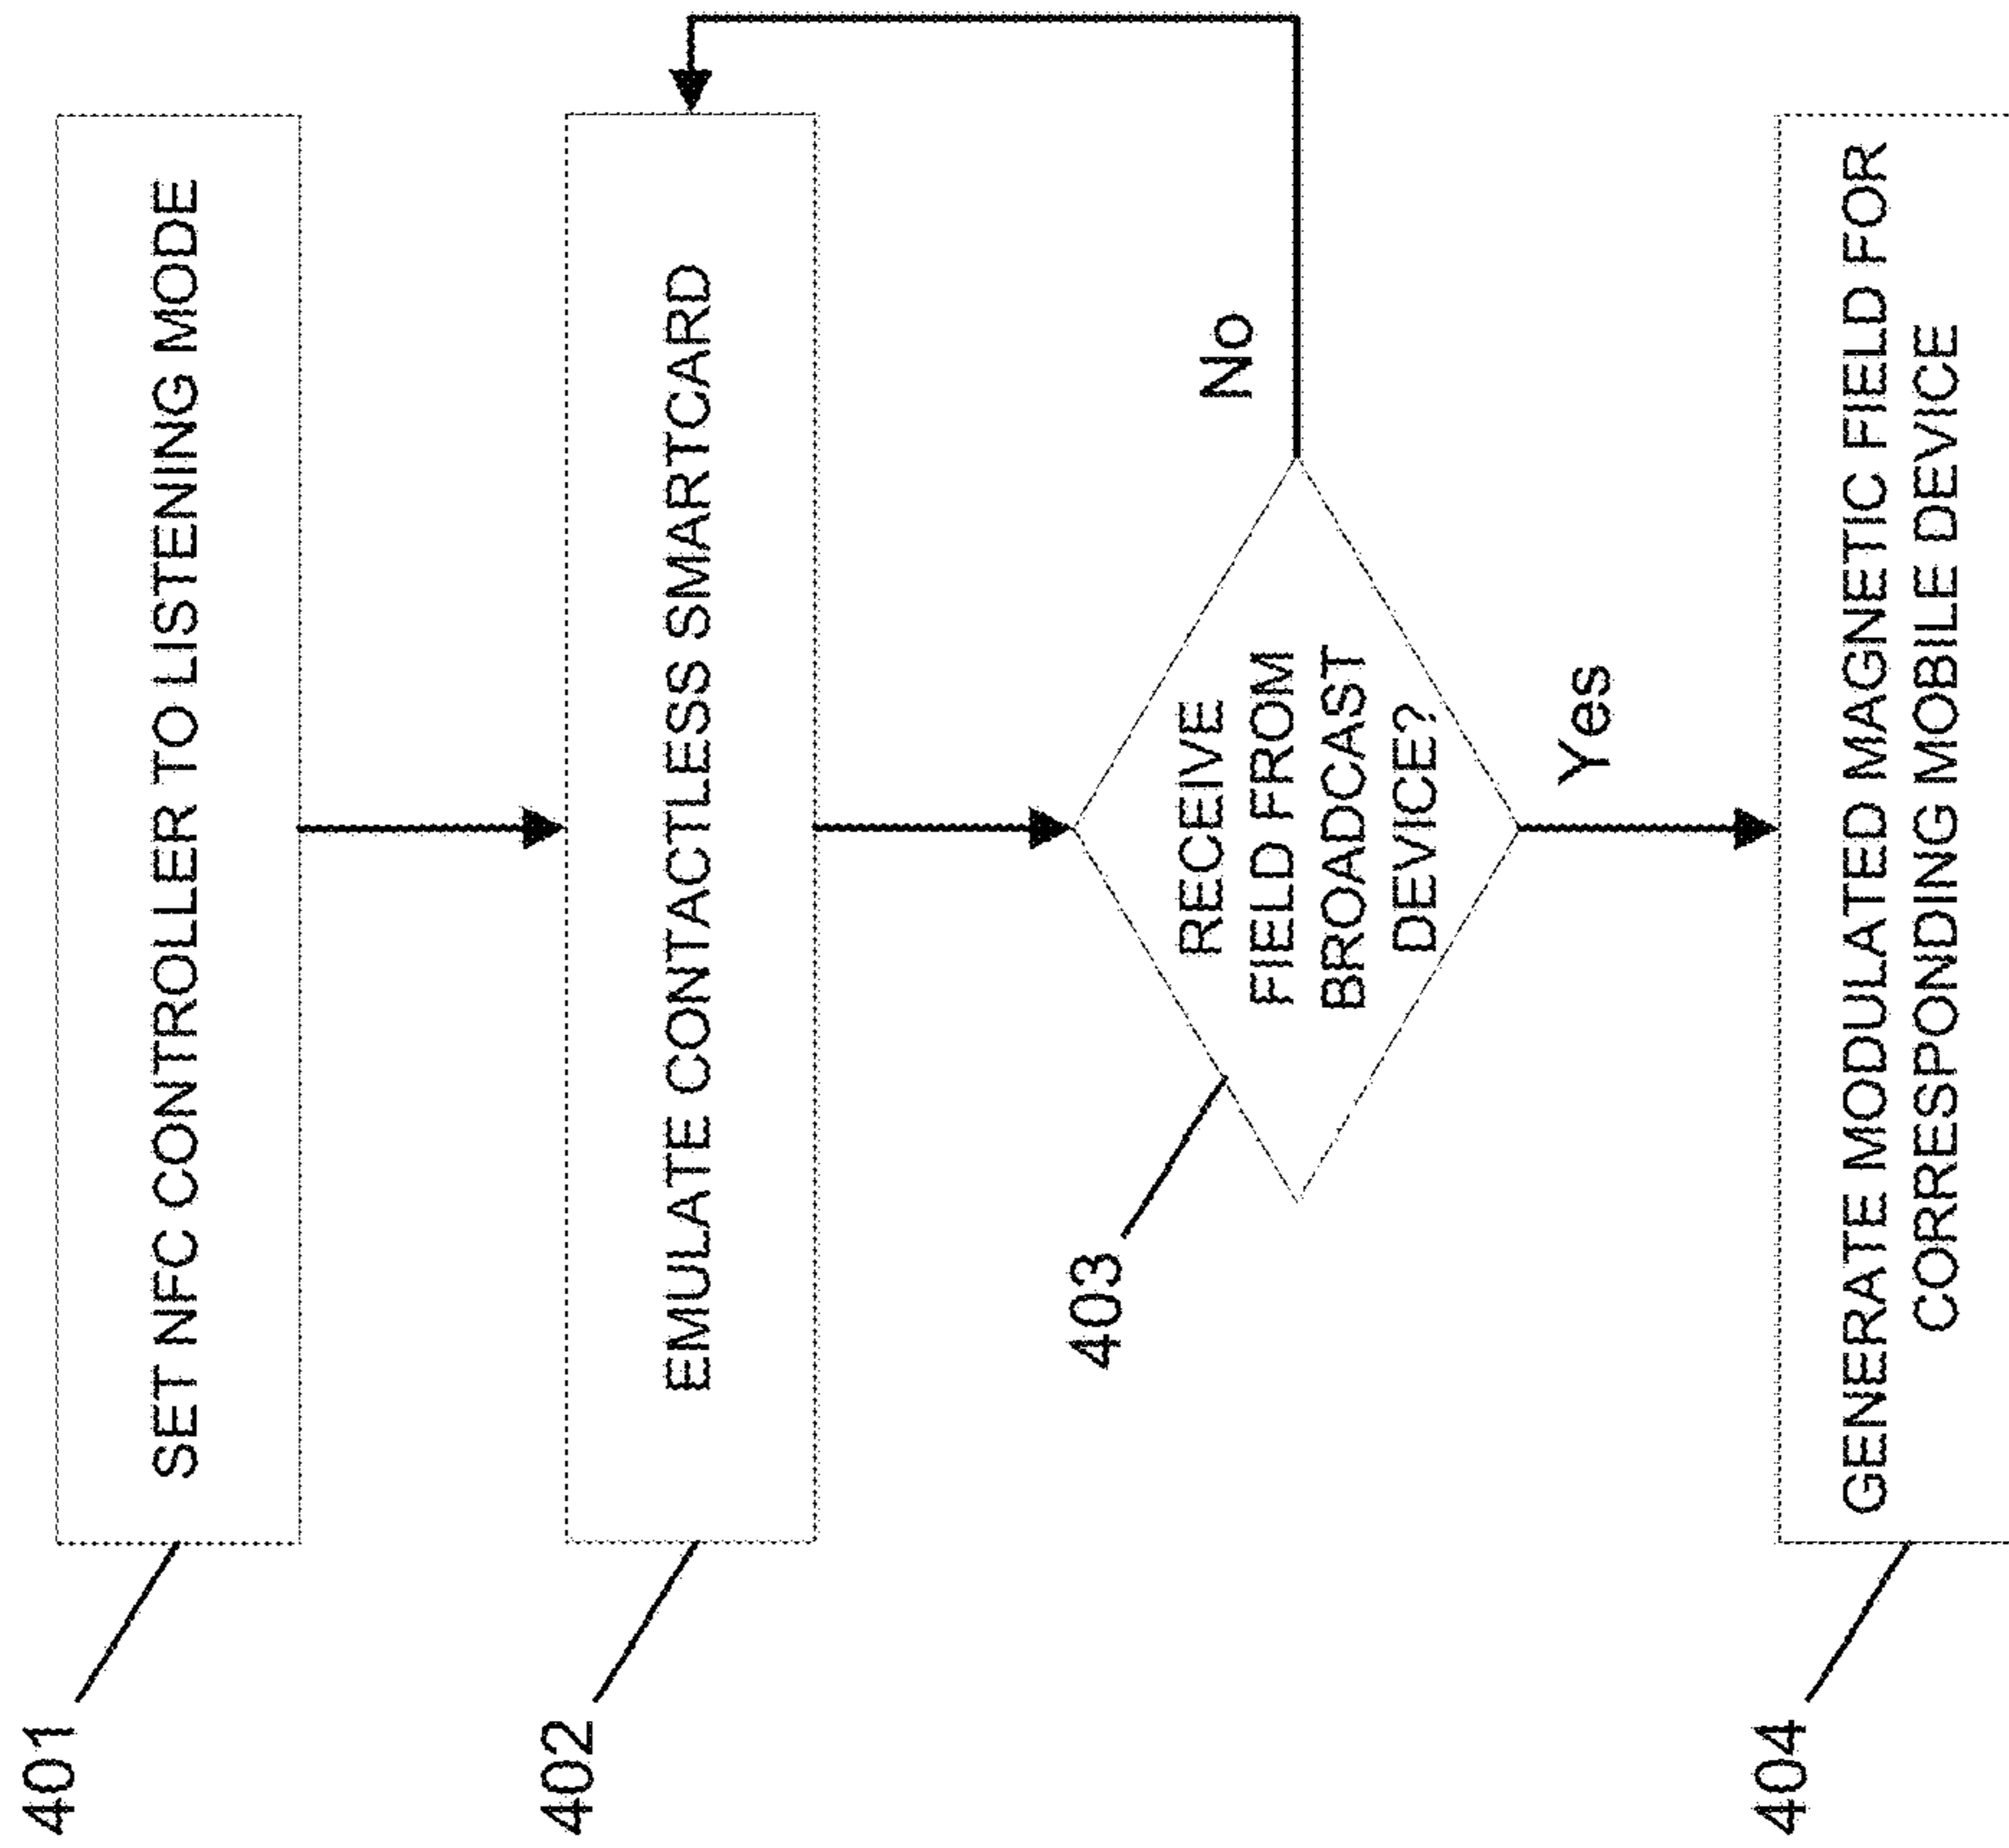 401
SET NFC CONTROLLER TO LISTENING MODE
402
EMULATE CONTACTLESS SMARTCARD
403
RECEIVE
FIELD FROM
BROADCAST
DEVICE?
No
Yes
404
GENERATE MODULATED MAGNETIC FIELD FOR
CORRESPONDING MOBILE DEVICE